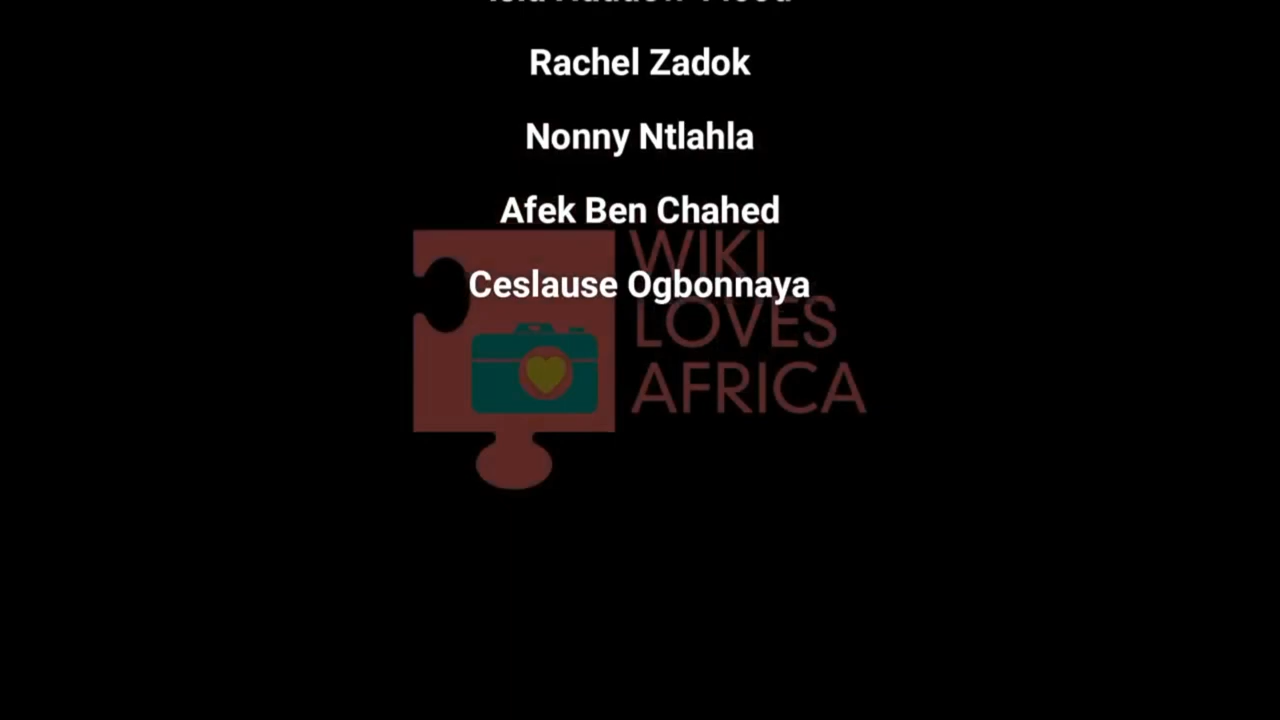 Rachel Zadok
Nonny Ntlahla
Afek Ben Chahed
Ceslause Ogbonnaya
WIKI
LOVES
AFRICA